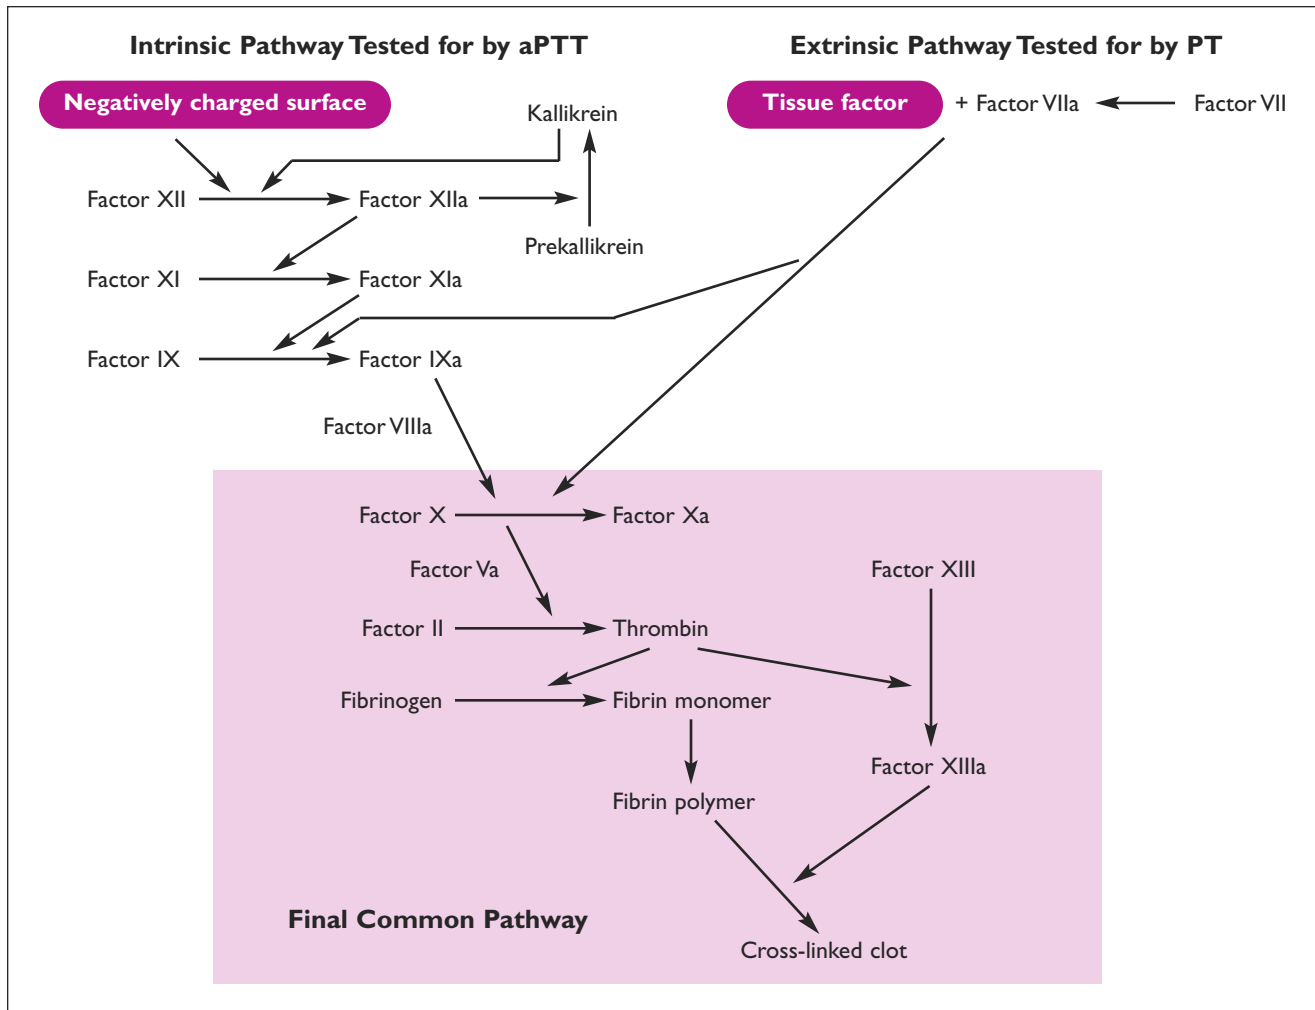 Intrinsic Pathway Tested for by aPTT
Extrinsic Pathway Tested for by PT
Negatively charged surface
Kallikrein
Tissue factor
+ Factor VIIa
Factor VII
Factor XII
Factor XIIa
Prekallikrein
Factor XI
Factor XIa
Factor IX
Factor IXa
Factor VIIIa
Factor X
Factor Xa
Factor Va
Factor XIII
Factor II
Thrombin
Fibrinogen
Fibrin monomer
Factor XIIIa
Fibrin polymer
Final Common Pathway
Cross-linked clot